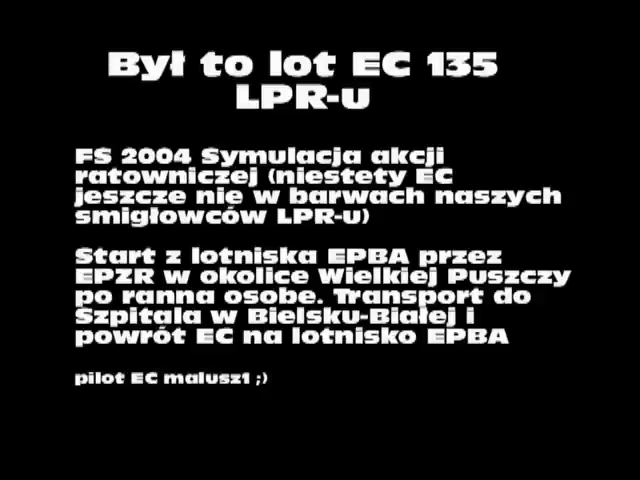 Był to lot EC 135
LPR-u
FS 2004 Symulacja akcji
ratowniczej (niestety EC
jeszcze nie w barwach naszych
smigłowców LPR-u)
Start z lotniska EPBA przez
EPZR w okolice Wielkiej Puszczy
po ranna osobe. Transport do
Szpitala w Bielsku-Białej i
powrót EC na lotnisko EPBA
pilot EC malusz1 ;)